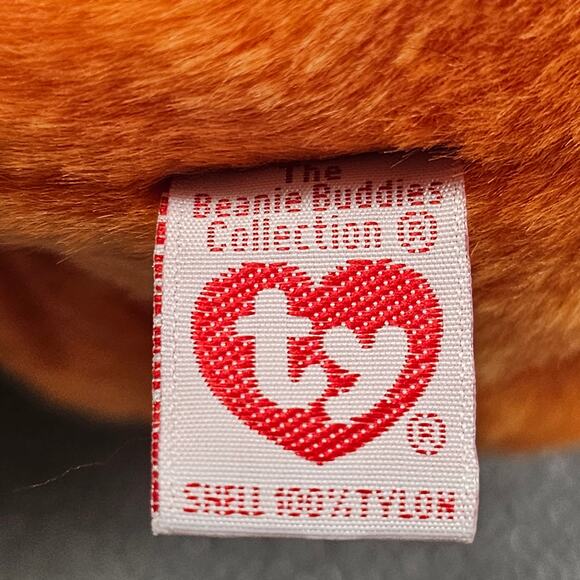 The
Beanie Buddies
Collection ®
ty
®
SHELL 100% TYLON